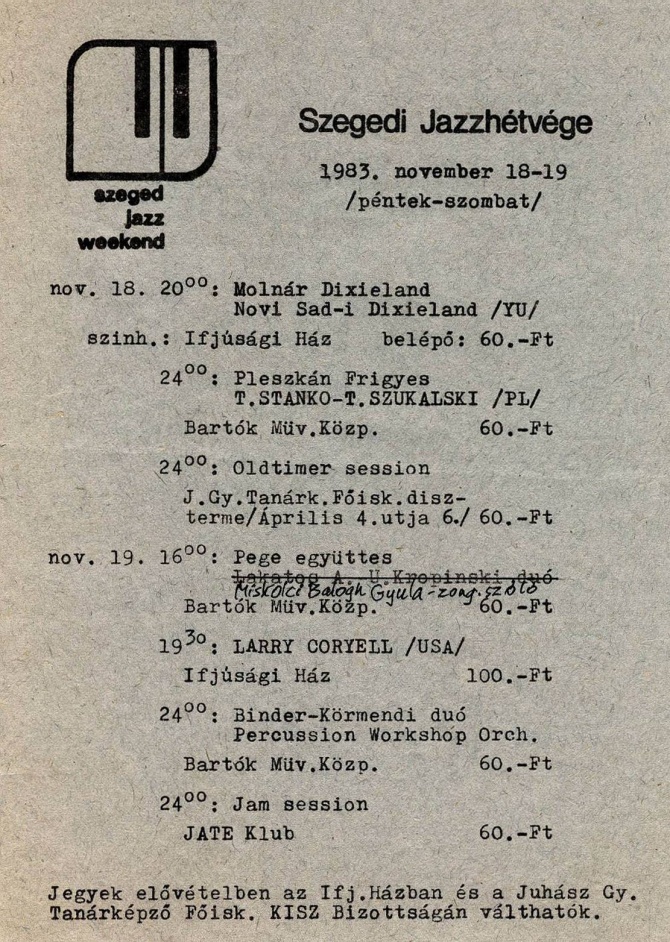 szeged
jazz
weekend
Szegedi Jazzhétvége
1983. november 18-19
/péntek-szombat/
nov. 18. 20⁰⁰: Molnár Dixieland
Novi Sad-i Dixieland /YU/
szinh.: Ifjúsági Ház belépő: 60.-Ft
24⁰⁰: Pleszkán Frigyes
T.STANKO-T.SZUKALSKI /PL/
Bartók Müv.Közp. 60.-Ft
24⁰⁰: Oldtimer session
J.Gy.Tanárk.Főisk.disz-
terme/Április 4.utja 6./ 60.-Ft
nov. 19. 16⁰⁰: Pege együttes
Lakatos A. U.Kropinski duó
Miskolci Balogh Gyula-zong.szóló
Bartók Müv.Közp. 60.-Ft
19³⁰: LARRY CORYELL /USA/
Ifjúsági Ház 100.-Ft
24⁰⁰: Binder-Körmendi duó
Percussion Workshop Orch.
Bartók Müv.Közp. 60.-Ft
24⁰⁰: Jam session
JATE Klub 60.-Ft
Jegyek elővételben az Ifj.Házban és a Juhász Gy.
Tanárképző Főisk. KISZ Bizottságán válthatók.